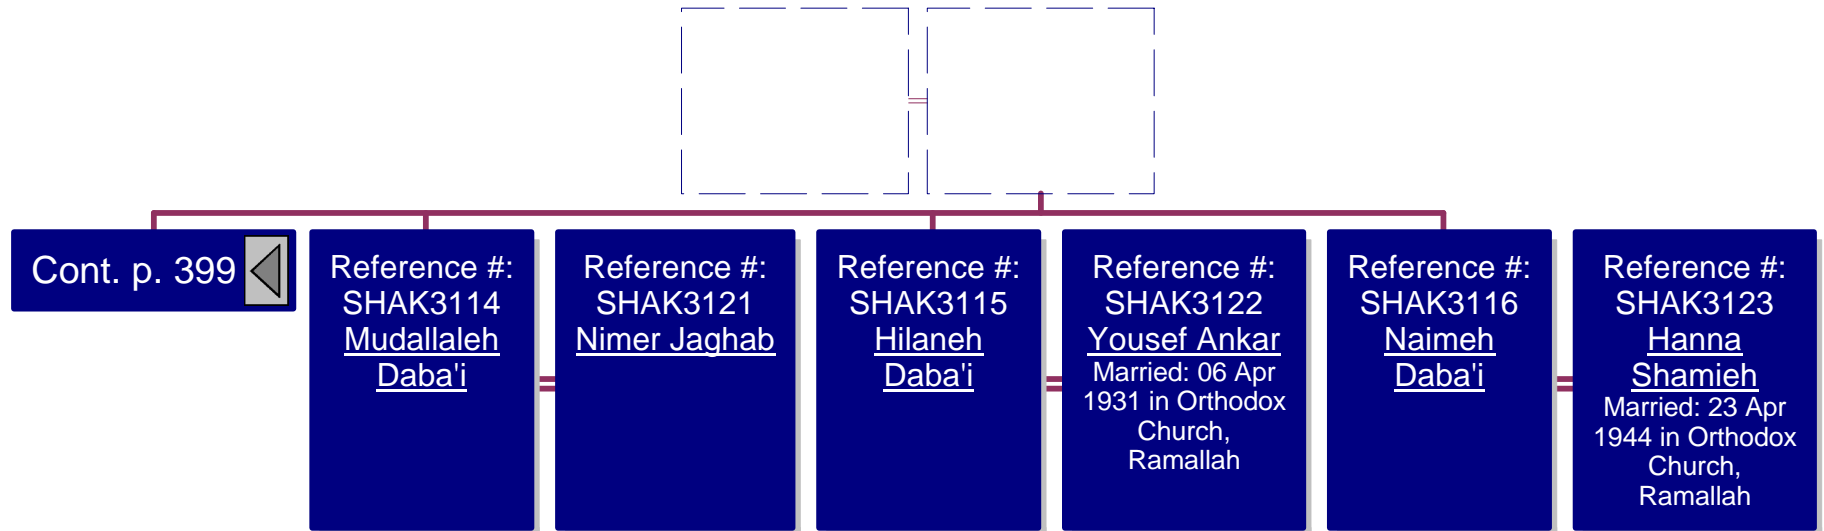 Cont. p. 399
Reference #:
SHAK3114
Mudallaleh
Daba'i
Reference #:
SHAK3121
Nimer Jaghab
Reference #:
SHAK3115
Hilaneh
Daba'i
Reference #:
SHAK3122
Yousef Ankar
Married: 06 Apr
1931 in Orthodox
Church,
Ramallah
Reference #:
SHAK3116
Naimeh
Daba'i
Reference #:
SHAK3123
Hanna
Shamieh
Married: 23 Apr
1944 in Orthodox
Church,
Ramallah